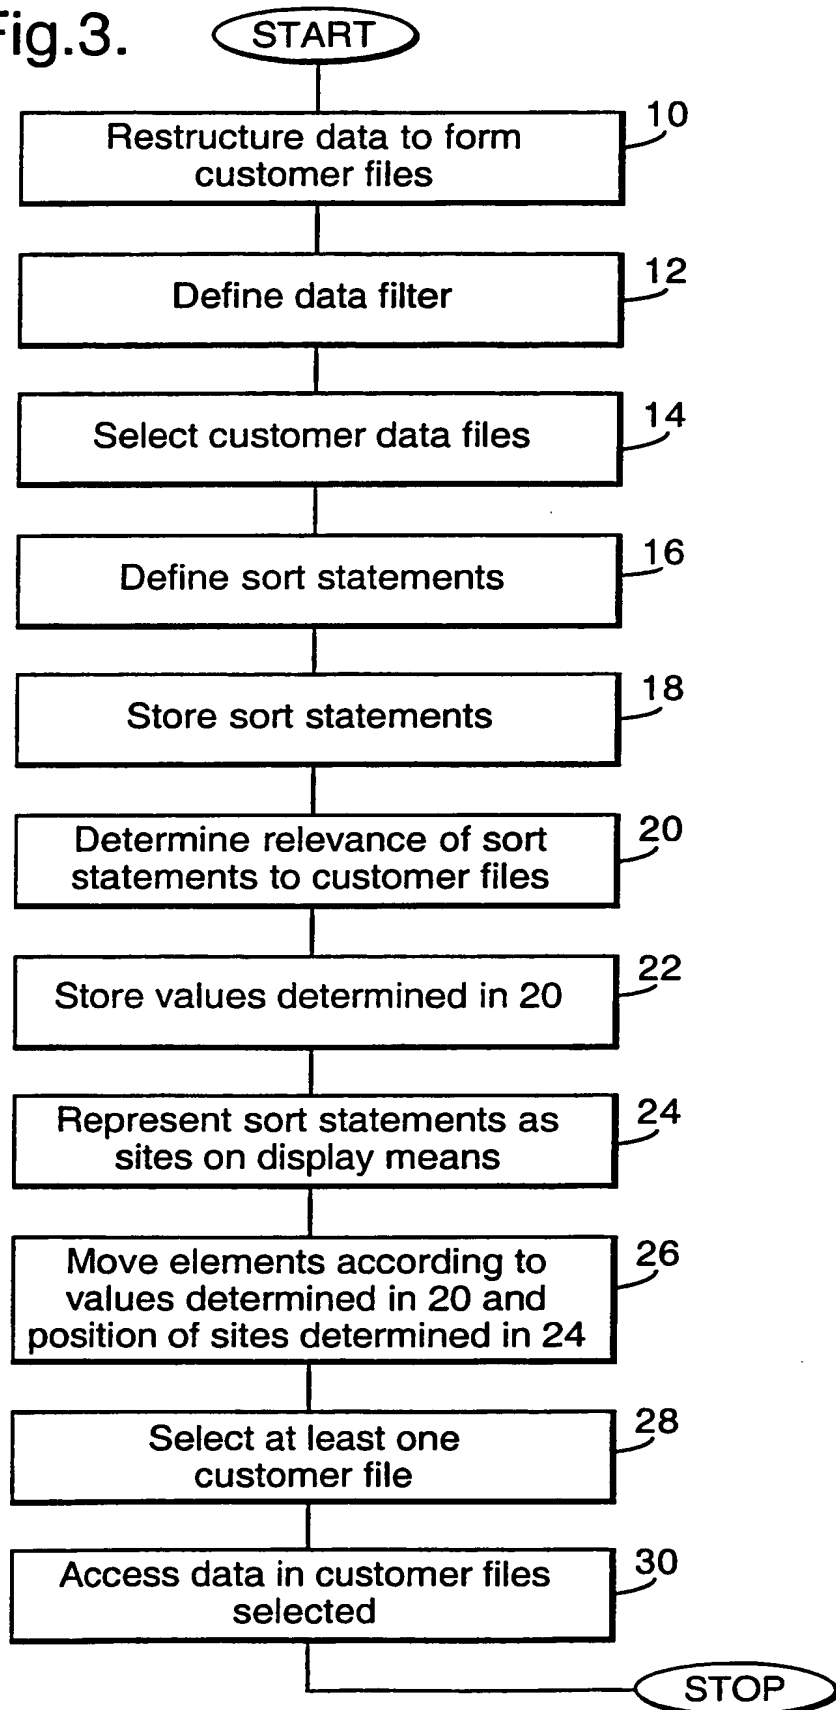 Fig.3.
START
10
Restructure data to form
customer files
12
Define data filter
14
Select customer data files
16
Define sort statements
18
Store sort statements
20
Determine relevance of sort
statements to customer files
22
Store values determined in 20
24
Represent sort statements as
sites on display means
26
Move elements according to
values determined in 20 and
position of sites determined in 24
28
Select at least one
customer file
30
Access data in customer files
selected
STOP